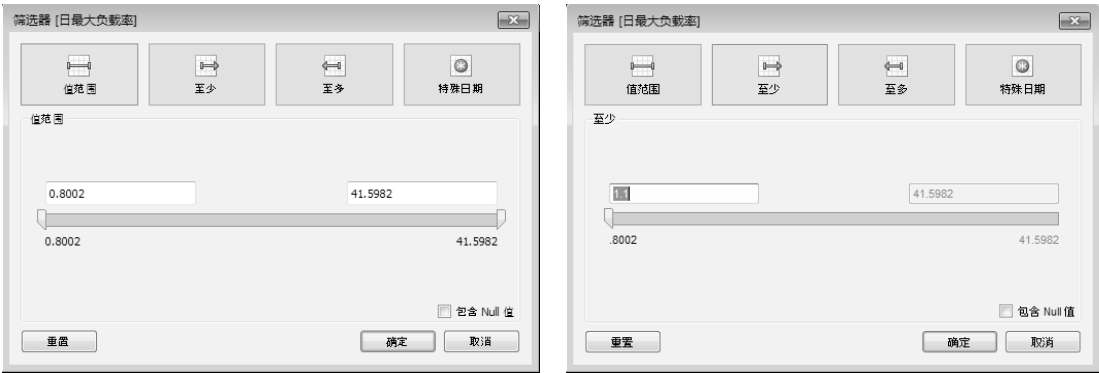 筛选器 [日最大负载率]
值范围
至少
至多
特殊日期
值范围
0.8002
41.5982
0.8002
41.5982
包含 Null 值
重置
确定
取消
筛选器 [日最大负载率]
值范围
至少
至多
特殊日期
至少
1.1
41.5982
.8002
41.5982
包含 Null 值
重置
确定
取消